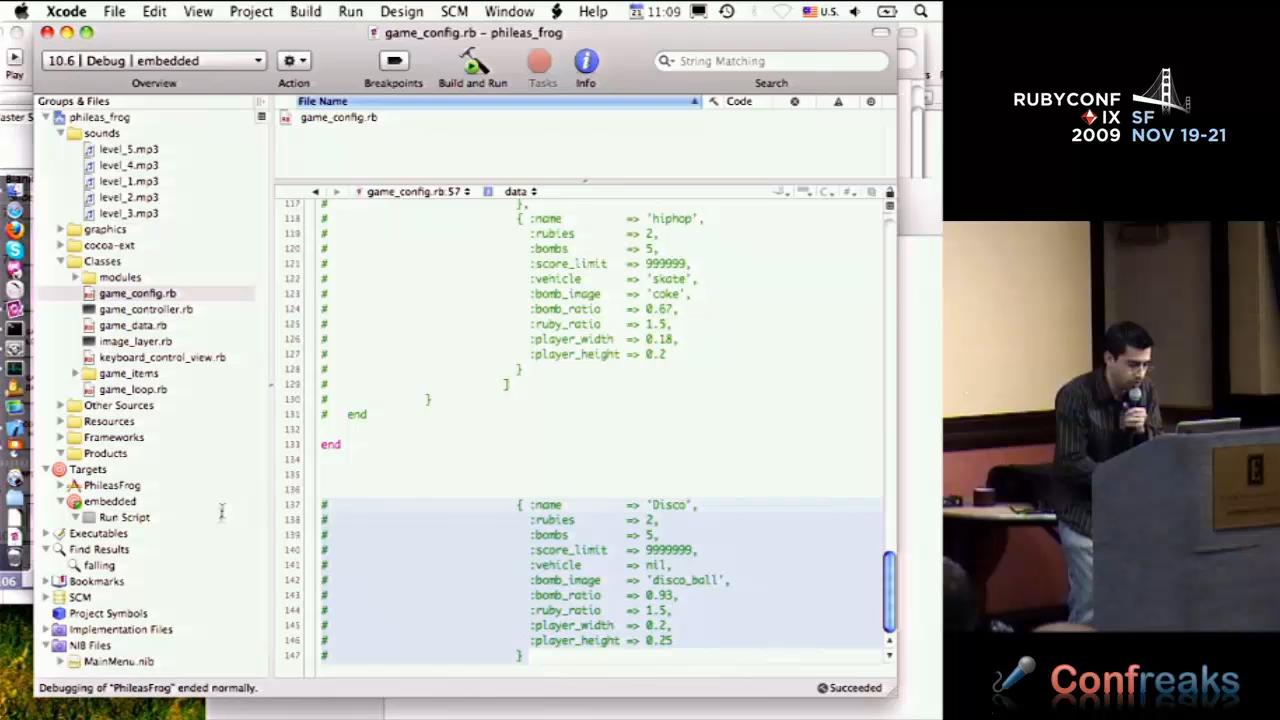 Xcode File Edit View Project Build Run Design SCM Window Help 11:09 U.S.
game_config.rb – phileas_frog
10.6 | Debug | embedded
String Matching
Overview Action Breakpoints Build and Run Tasks Info Search
Play
Groups & Files
phileas_frog
sounds
level_5.mp3
level_4.mp3
level_1.mp3
level_2.mp3
level_3.mp3
graphics
cocoa-ext
Classes
modules
game_config.rb
game_controller.rb
game_data.rb
image_layer.rb
keyboard_control_view.rb
game_items
game_loop.rb
Other Sources
Resources
Frameworks
Products
Targets
PhileasFrog
embedded
Run Script
Executables
Find Results
falling
Bookmarks
SCM
Project Symbols
Implementation Files
NIB Files
MainMenu.nib
File Name Code
game_config.rb
game_config.rb:57 data
117 # },
118 # { :name => 'hiphop',
119 # :rubies => 2,
120 # :bombs => 5,
121 # :score_limit => 999999,
122 # :vehicle => 'skate',
123 # :bomb_image => 'coke',
124 # :bomb_ratio => 0.67,
125 # :ruby_ratio => 1.5,
126 # :player_width => 0.18,
127 # :player_height => 0.2
128 # }
129 # ]
130 # }
131 # end
132
133 end
134
135
136
137 # { :name => 'Disco',
138 # :rubies => 2,
139 # :bombs => 5,
140 # :score_limit => 9999999,
141 # :vehicle => nil,
142 # :bomb_image => 'disco_ball',
143 # :bomb_ratio => 0.93,
144 # :ruby_ratio => 1.5,
145 # :player_width => 0.2,
146 # :player_height => 0.25
147 # }
Debugging of "PhileasFrog" ended normally. Succeeded
RUBYCONF
IX SF
2009 NOV 19-21
Confreaks